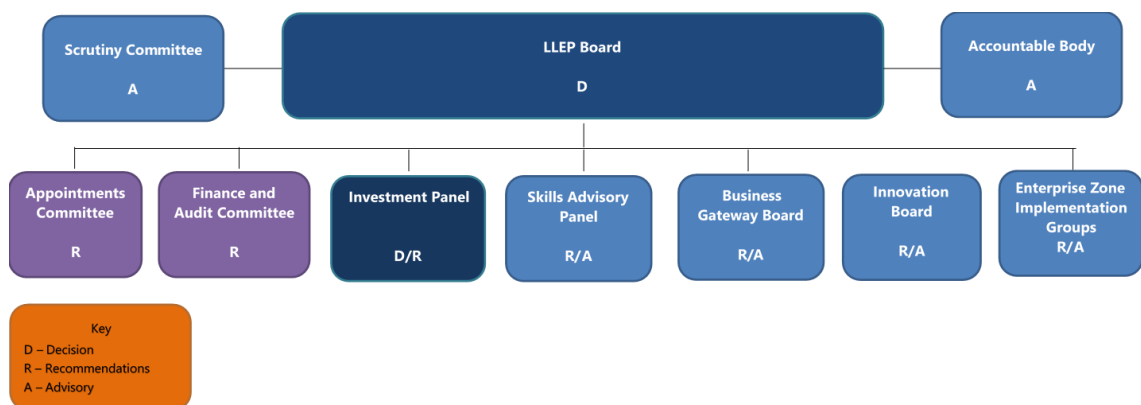 Scrutiny Committee
A
LLEP Board
D
Accountable Body
A
Appointments
Committee
R
Finance and
Audit Committee
R
Investment Panel
D/R
Skills Advisory
Panel
R/A
Business
Gateway Board
R/A
Innovation
Board
R/A
Enterprise Zone
Implementation
Groups
R/A
Key
D – Decision
R – Recommendations
A – Advisory